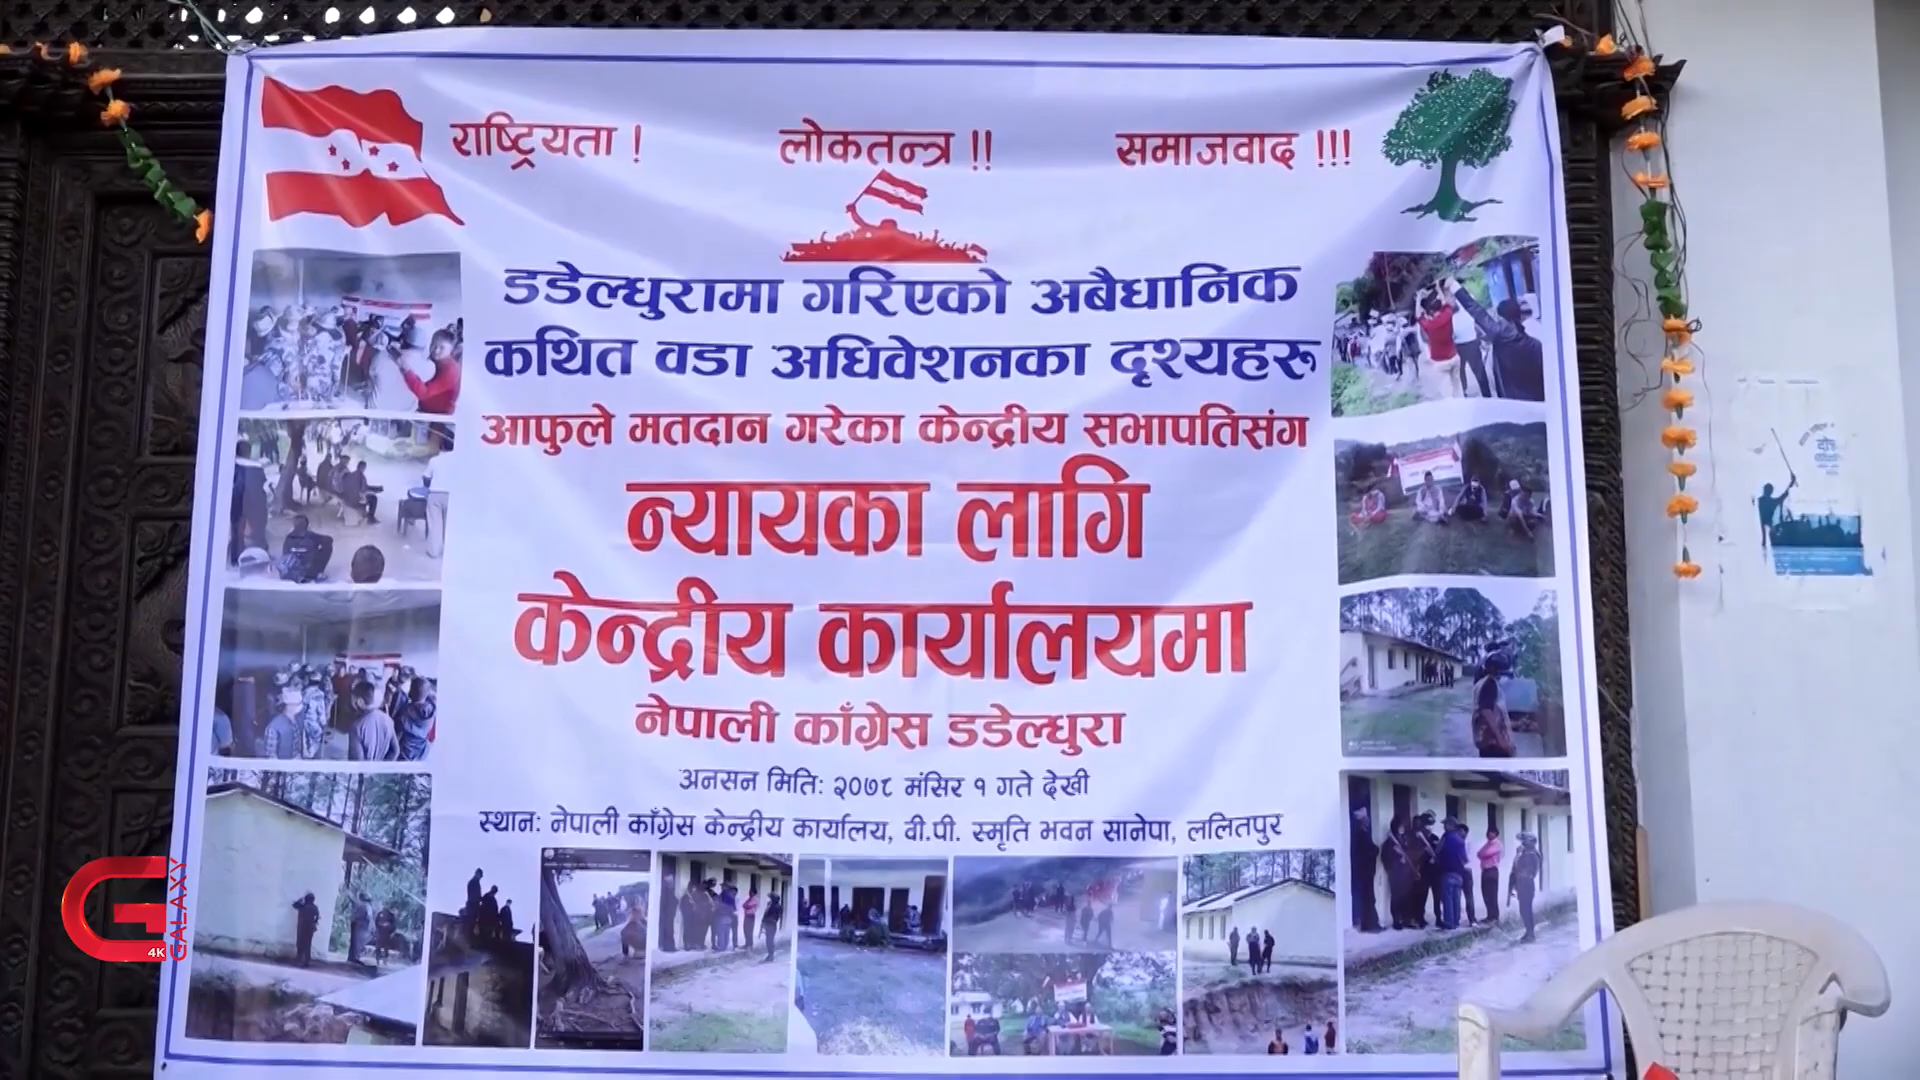 राष्ट्रियता ! लोकतन्त्र !! समाजवाद !!!
डडेल्धुरामा गरिएको अबैधानिक
कथित वडा अधिवेशनका दृश्यहरू
आफुले मतदान गरेका केन्द्रीय सभापतिसंग
न्यायका लागि
केन्द्रीय कार्यालयमा
नेपाली काँग्रेस डडेल्धुरा
अनसन मिति: २०७८ मंसिर १ गते देखी
स्थान: नेपाली काँग्रेस केन्द्रीय कार्यालय, वी.पी. स्मृति भवन सानेपा, ललितपुर
GALAXY
4K